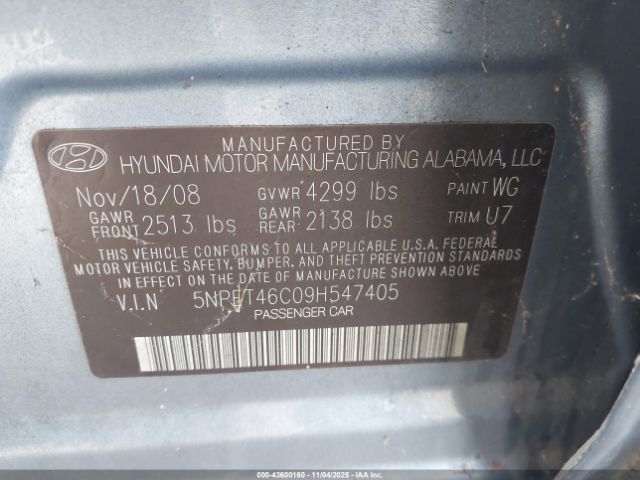 MANUFACTURED BY
HYUNDAI MOTOR MANUFACTURING ALABAMA, LLC
Nov/18/08 GVWR 4299 lbs PAINT WG
GAWR FRONT 2513 lbs GAWR REAR: 2138 lbs TRIM U7
THIS VEHICLE CONFORMS TO ALL APPLICABLE U.S.A. FEDERAL
MOTOR VEHICLE SAFETY, BUMPER, AND THEFT PREVENTION STANDARDS
IN EFFECT ON THE DATE OF MANUFACTURE SHOWN ABOVE.
V.I.N 5NPET46C09H547405
PASSENGER CAR
000-43600160 - 11/04/2025 - IAAI.COM